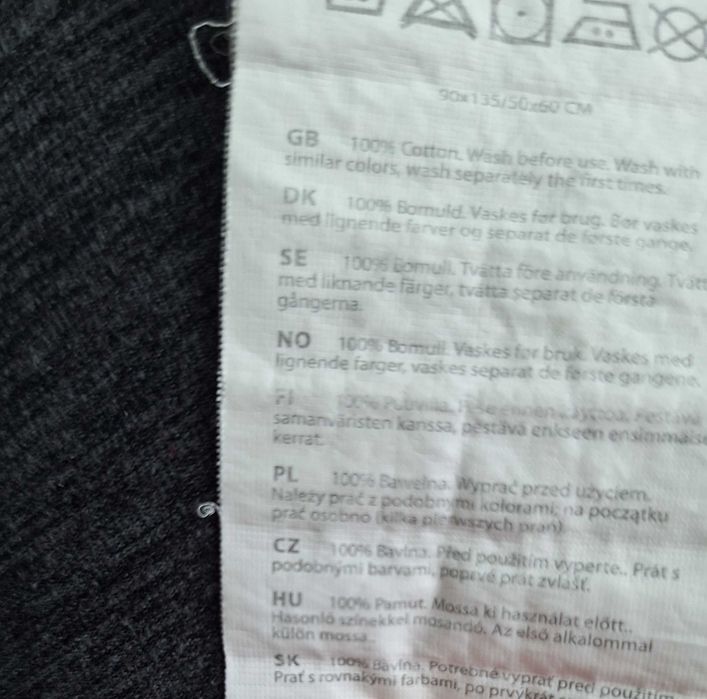 90x135/50x60 CM
GB 100% Cotton. Wash before use. Wash with
similar colors, wash separately the first times.
DK 100% Bomuld. Vaskes før brug. Bør vaskes
med lignende farver og separat de første gange.
SE 100% Bomull. Tvätta före användning. Tvätt
med liknande färger, tvätta separat de första
gångerna.
NO 100% Bomull. Vaskes før bruk. Vaskes med
lignende farger, vaskes separat de første gangene.
FI 100% Puuvilla. ennen Pestävä
samanväristen kanssa, pestävä erikseen ensimmäise
kerrat.
PL 100% Bawełna. Wyprać przed użyciem.
Należy prać z podobnymi kolorami; na początku
prać osobno (kilka pierwszych prań)
CZ 100% Bavlna. Před použitím vyperte.. Prát s
podobnými barvami, poprvé prát zvlášť.
HU 100% Pamut. Mossa ki használat előtt..
Hasonló színekkel mosandó. Az első alkalommal
külön mossa.
SK 100% Bavlna. Potrebné vyprať pred použitím
Prať s rovnakými farbami, po prvýkrát